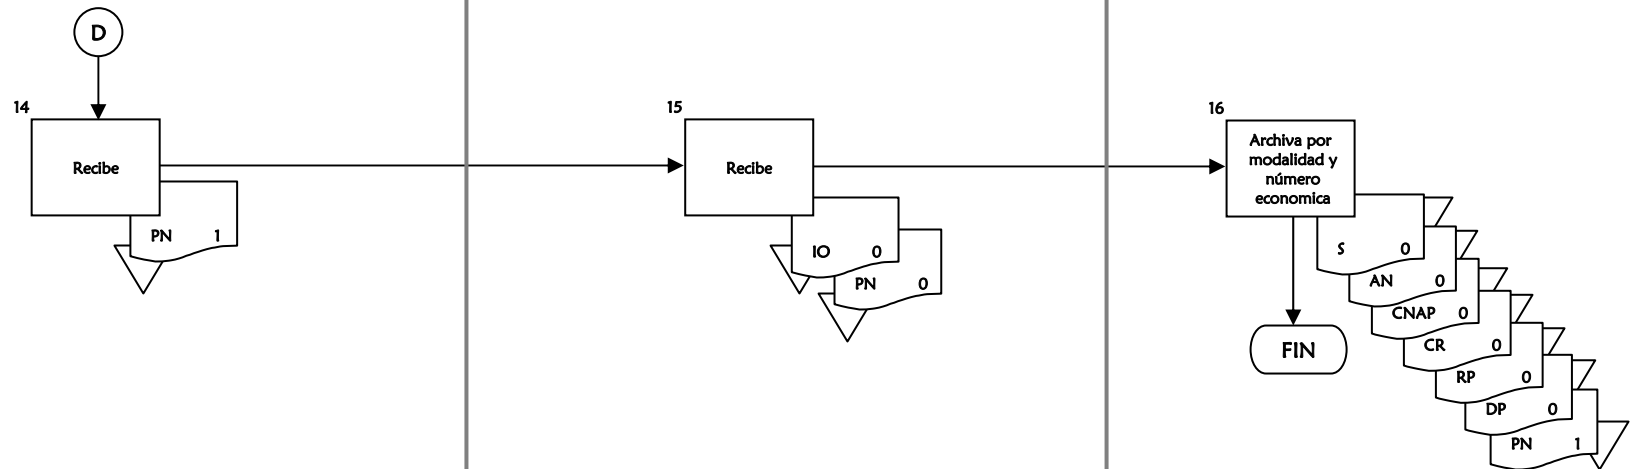 D
14
Recibe
PN 1
15
Recibe
IO 0
PN 0
16
Archiva por
modalidad y
número
economica
FIN
S 0
AN 0
CNAP 0
CR 0
RP 0
DP 0
PN 1